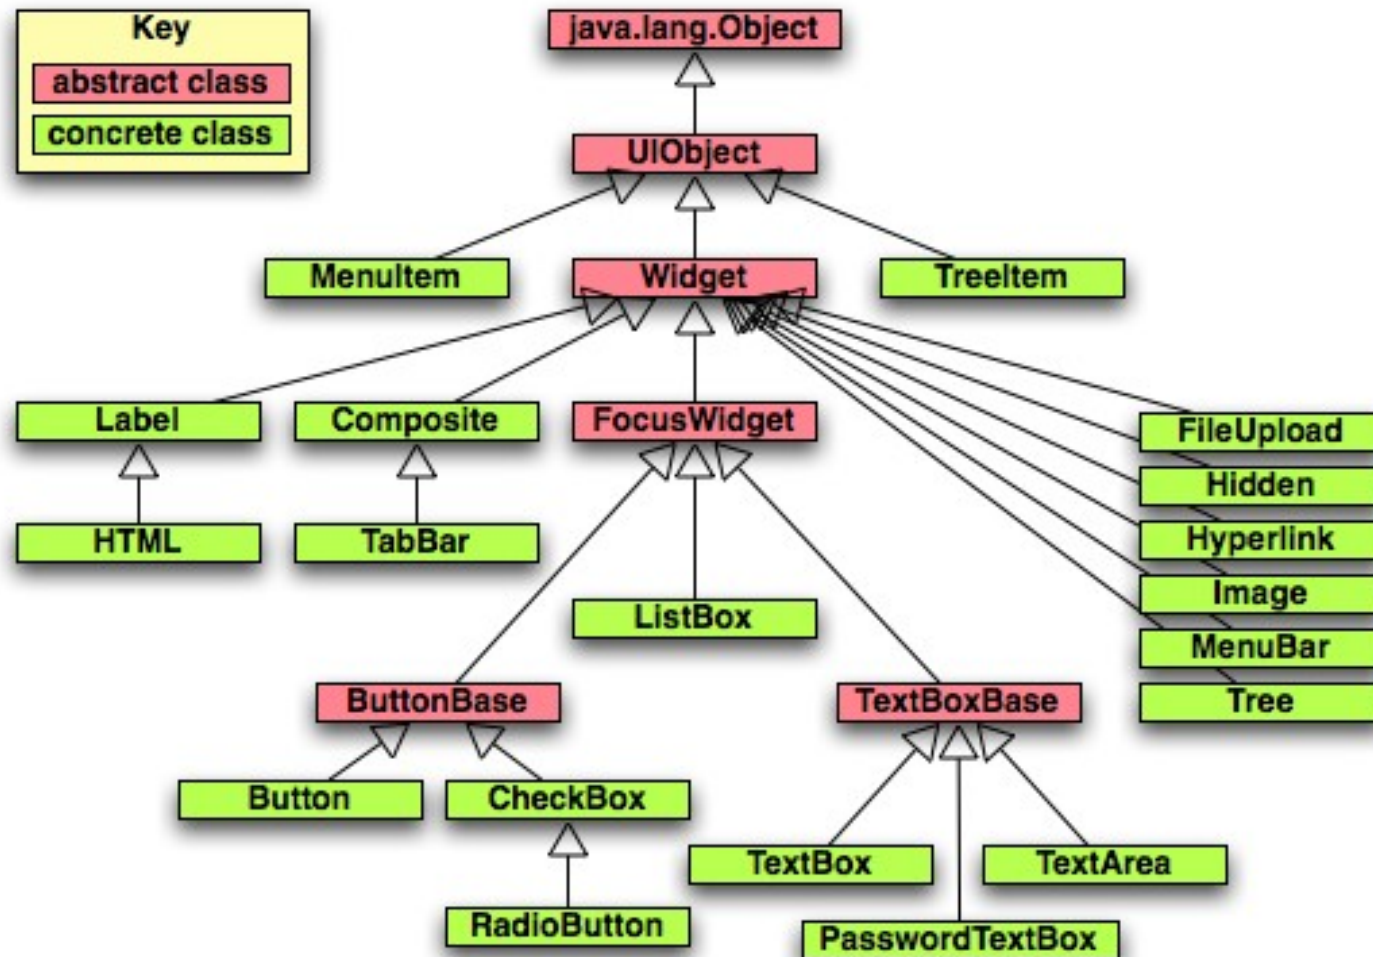 Key
abstract class
concrete class
java.lang.Object
UIObject
MenuItem
Widget
TreeItem
Label
Composite
FocusWidget
FileUpload
Hidden
Hyperlink
Image
MenuBar
Tree
HTML
TabBar
ListBox
ButtonBase
TextBoxBase
Button
CheckBox
TextBox
TextArea
RadioButton
PasswordTextBox